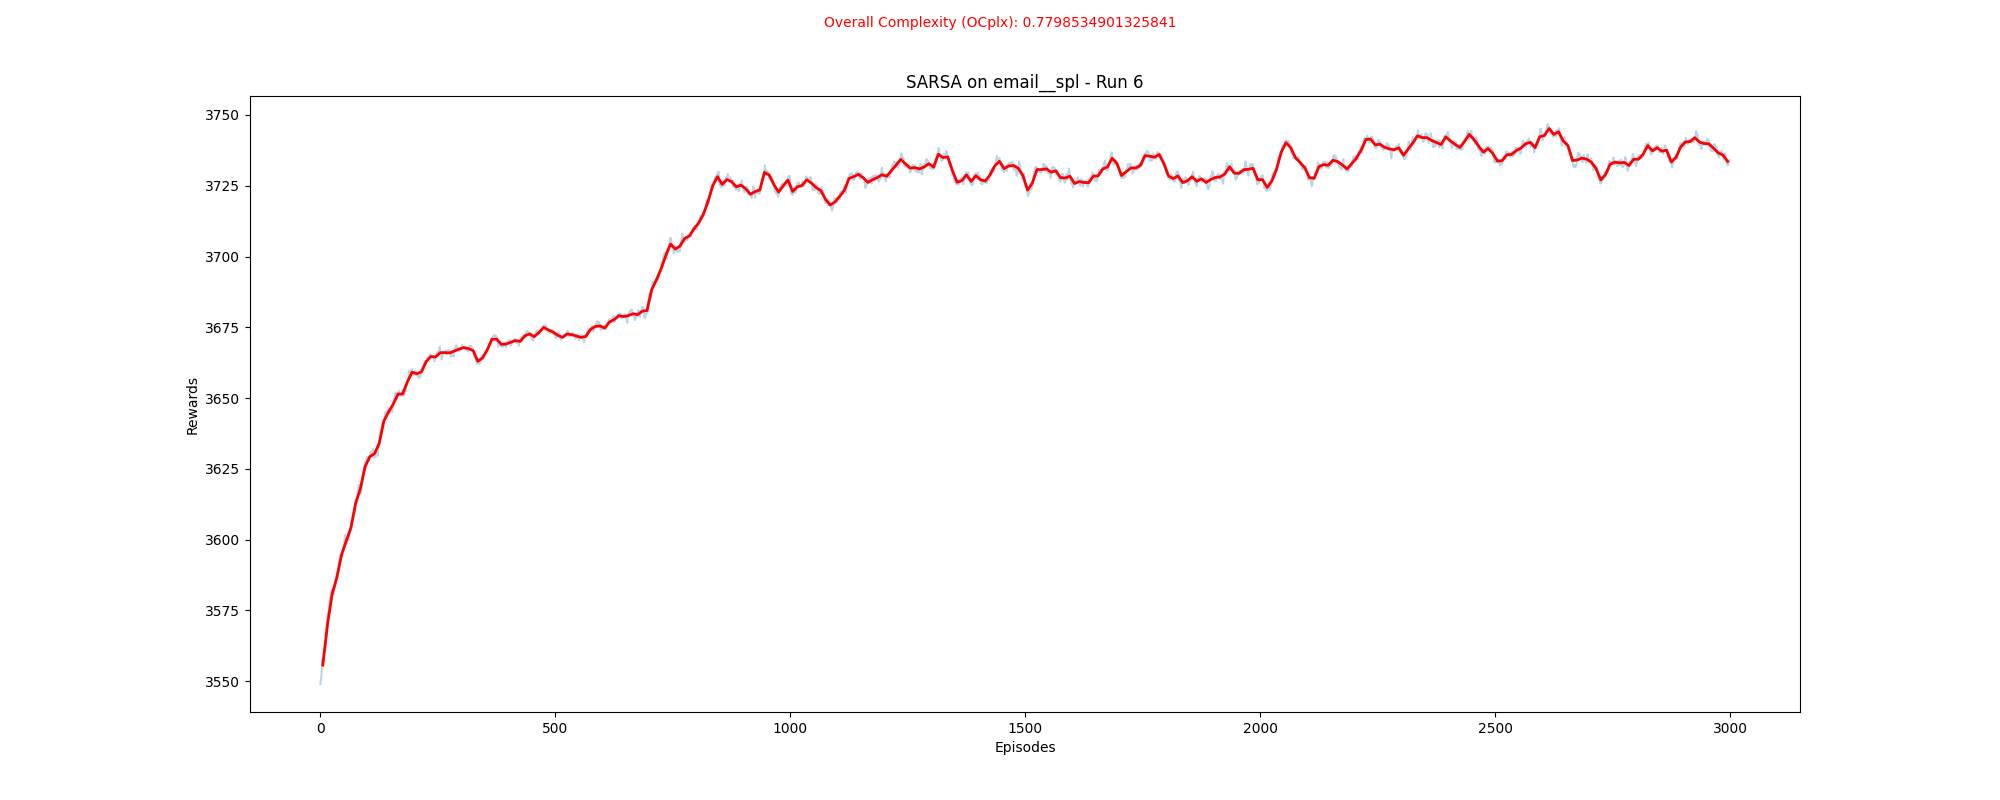 Overall Complexity (OCplx): 0.7798534901325841
SARSA on email__spl - Run 6
3750
3725
3700
3675
3650
3625
3600
3575
3550
Rewards
0 500 1000 1500 2000 2500 3000
Episodes